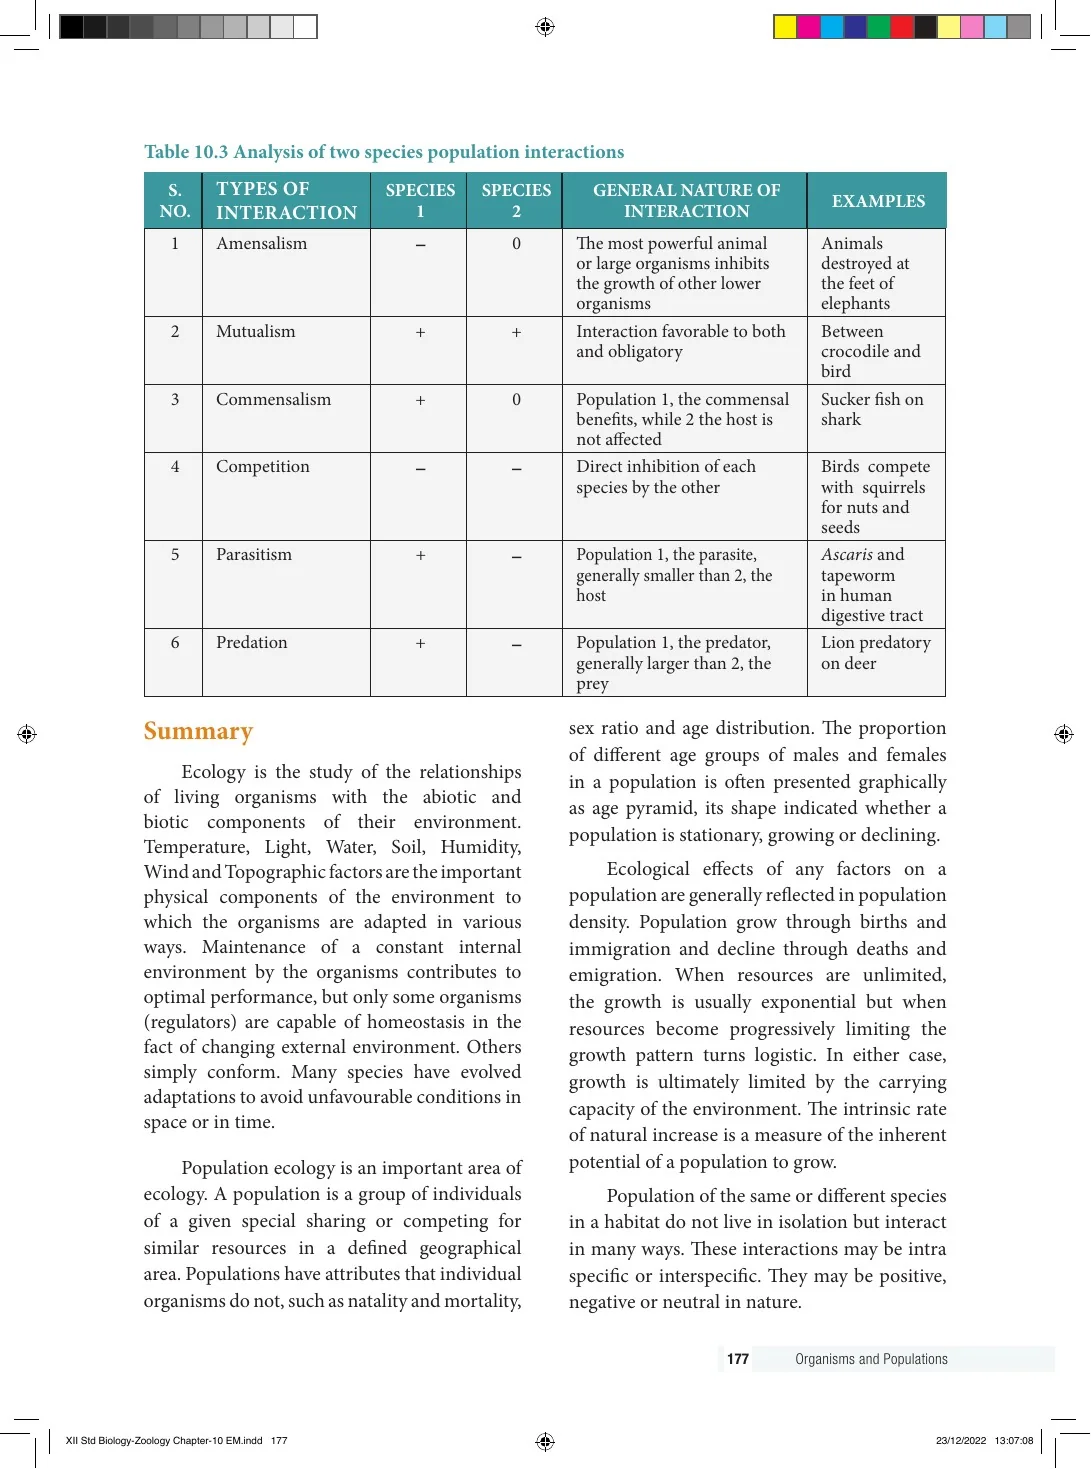 Table 10.3 Analysis of two species population interactions
S. NO. TYPES OF INTERACTION SPECIES 1 SPECIES 2 GENERAL NATURE OF INTERACTION EXAMPLES
1 Amensalism – 0 The most powerful animal or large organisms inhibits the growth of other lower organisms Animals destroyed at the feet of elephants
2 Mutualism + + Interaction favorable to both and obligatory Between crocodile and bird
3 Commensalism + 0 Population 1, the commensal benefits, while 2 the host is not affected Sucker fish on shark
4 Competition – – Direct inhibition of each species by the other Birds compete with squirrels for nuts and seeds
5 Parasitism + – Population 1, the parasite, generally smaller than 2, the host Ascaris and tapeworm in human digestive tract
6 Predation + – Population 1, the predator, generally larger than 2, the prey Lion predatory on deer
Summary
Ecology is the study of the relationships
of living organisms with the abiotic and
biotic components of their environment.
Temperature, Light, Water, Soil, Humidity,
Wind and Topographic factors are the important
physical components of the environment to
which the organisms are adapted in various
ways. Maintenance of a constant internal
environment by the organisms contributes to
optimal performance, but only some organisms
(regulators) are capable of homeostasis in the
fact of changing external environment. Others
simply conform. Many species have evolved
adaptations to avoid unfavourable conditions in
space or in time.
Population ecology is an important area of
ecology. A population is a group of individuals
of a given special sharing or competing for
similar resources in a defined geographical
area. Populations have attributes that individual
organisms do not, such as natality and mortality,
sex ratio and age distribution. The proportion
of different age groups of males and females
in a population is often presented graphically
as age pyramid, its shape indicated whether a
population is stationary, growing or declining.
Ecological effects of any factors on a
population are generally reflected in population
density. Population grow through births and
immigration and decline through deaths and
emigration. When resources are unlimited,
the growth is usually exponential but when
resources become progressively limiting the
growth pattern turns logistic. In either case,
growth is ultimately limited by the carrying
capacity of the environment. The intrinsic rate
of natural increase is a measure of the inherent
potential of a population to grow.
Population of the same or different species
in a habitat do not live in isolation but interact
in many ways. These interactions may be intra
specific or interspecific. They may be positive,
negative or neutral in nature.
177 Organisms and Populations
XII Std Biology-Zoology Chapter-10 EM.indd 177
23/12/2022 13:07:08